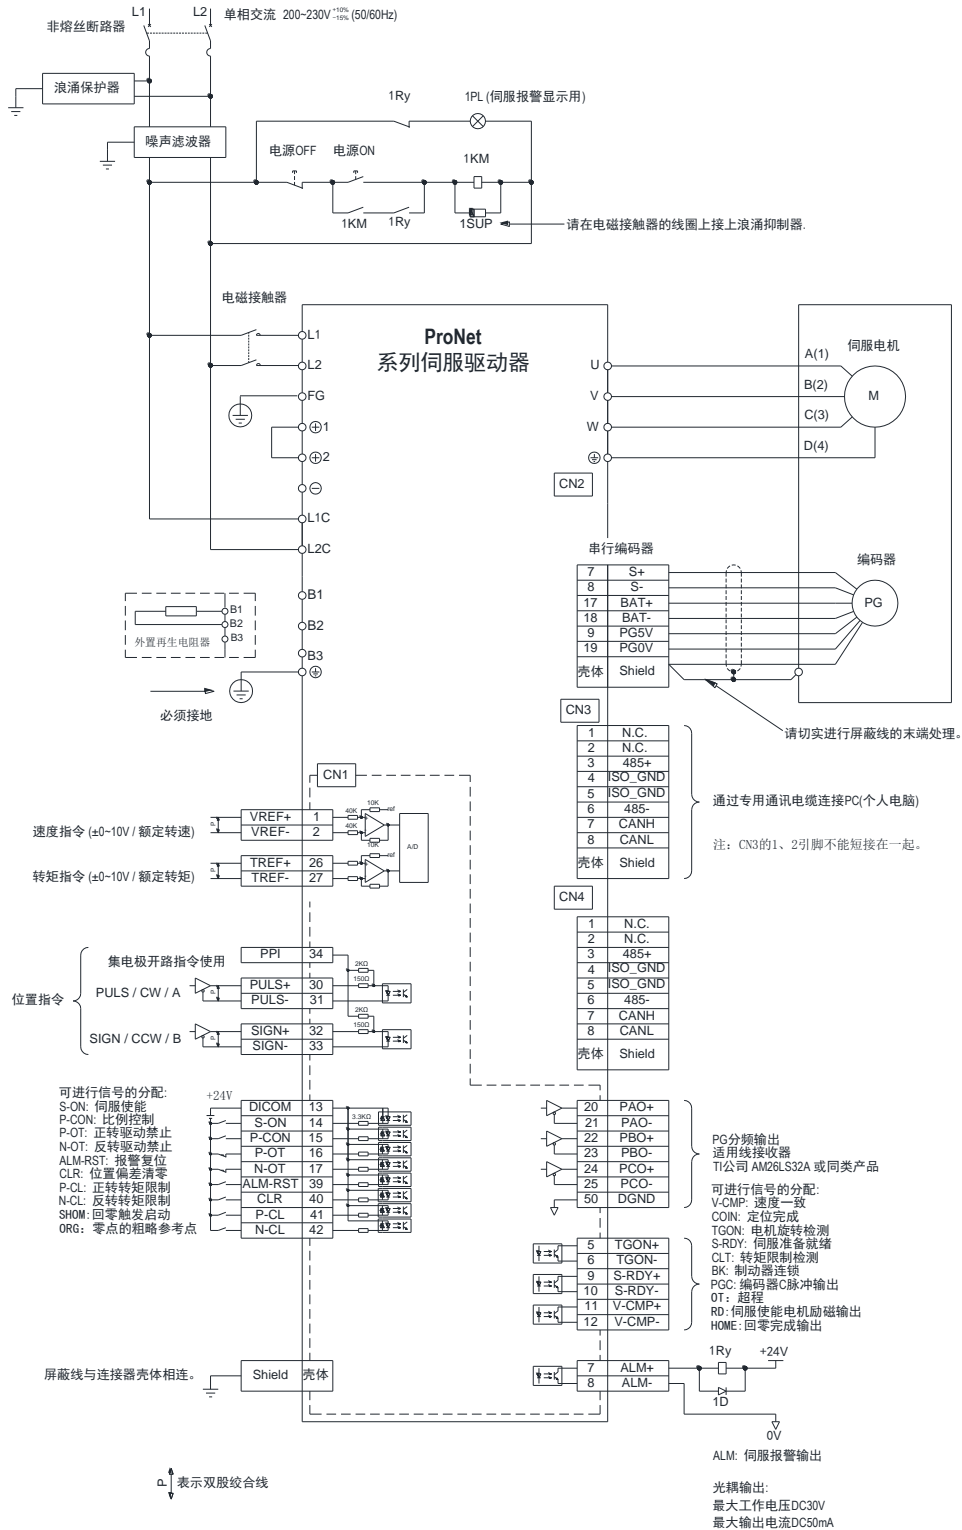 L1
L2
单相交流 200~230V +10% -15% (50/60Hz)
非熔丝断路器
浪涌保护器
噪声滤波器
1Ry
1PL (伺服报警显示用)
电源OFF
电源ON
1KM
1KM
1Ry
1SUP
请在电磁接触器的线圈上接上浪涌抑制器.
电磁接触器
ProNet
系列伺服驱动器
L1
L2
FG
⊕1
⊕2
⊖
L1C
L2C
B1
B2
B3
U
V
W
A(1)
B(2)
C(3)
D(4)
伺服电机
M
CN2
串行编码器
7 S+
8 S-
17 BAT+
18 BAT-
9 PG5V
19 PG0V
壳体 Shield
编码器
PG
B1
B2
B3
外置再生电阻器
必须接地
请切实进行屏蔽线的末端处理。
CN3
1 N.C.
2 N.C.
3 485+
4 ISO_GND
5 ISO_GND
6 485-
7 CANH
8 CANL
壳体 Shield
通过专用通讯电缆连接PC(个人电脑)
注：CN3的1、2引脚不能短接在一起。
CN4
1 N.C.
2 N.C.
3 485+
4 ISO_GND
5 ISO_GND
6 485-
7 CANH
8 CANL
壳体 Shield
CN1
速度指令 (±0~10V / 额定转速)
P
VREF+ 1
VREF- 2
40K
40K
10K
10K
ref
转矩指令 (±0~10V / 额定转矩)
P
TREF+ 26
TREF- 27
ref
A/D
位置指令
集电极开路指令使用
PPI 34
PULS / CW / A
P
PULS+ 30
PULS- 31
2KΩ
150Ω
SIGN / CCW / B
P
SIGN+ 32
SIGN- 33
2KΩ
150Ω
可进行信号的分配:
S-ON: 伺服使能
P-CON: 比例控制
P-OT: 正转驱动禁止
N-OT: 反转驱动禁止
ALM-RST: 报警复位
CLR: 位置偏差清零
P-CL: 正转转矩限制
N-CL: 反转转矩限制
SHOM:回零触发启动
ORG: 零点的粗略参考点
+24V
DICOM 13
S-ON 14
P-CON 15
P-OT 16
N-OT 17
ALM-RST 39
CLR 40
P-CL 41
N-CL 42
3.3KΩ
20 PAO+
21 PAO-
22 PBO+
23 PBO-
24 PCO+
25 PCO-
50 DGND
PG分频输出
适用线接收器
TI公司 AM26LS32A 或同类产品
5 TGON+
6 TGON-
9 S-RDY+
10 S-RDY-
11 V-CMP+
12 V-CMP-
可进行信号的分配:
V-CMP: 速度一致
COIN: 定位完成
TGON: 电机旋转检测
S-RDY: 伺服准备就绪
CLT: 转矩限制检测
BK: 制动器连锁
PGC: 编码器C脉冲输出
OT: 超程
RD:伺服使能电机励磁输出
HOME:回零完成输出
屏蔽线与连接器壳体相连。
Shield 壳体
7 ALM+
8 ALM-
1Ry
+24V
1D
0V
ALM: 伺服报警输出
光耦输出:
最大工作电压DC30V
最大输出电流DC50mA
P 表示双股绞合线